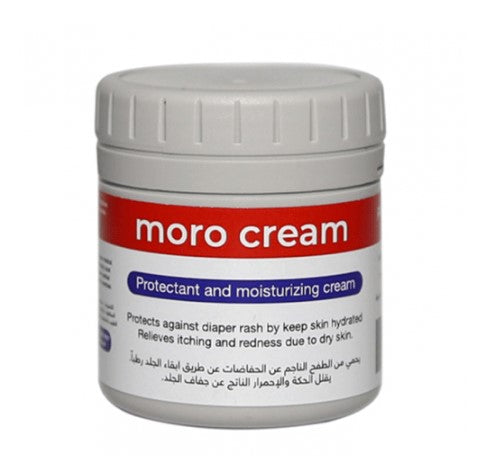 moro cream
Protectant and moisturizing cream
Protects against diaper rash by keep skin hydrated
Relieves itching and redness due to dry skin.
يحمي من الطفح الناجم عن الحفاضات عن طريق ابقاء الجلد رطباً.
يقلل الحكة والإحمرار الناتج عن جفاف الجلد.